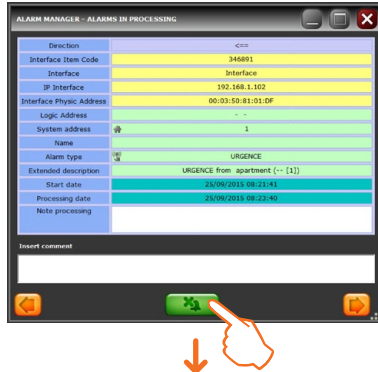 ALARM MANAGER - ALARMS IN PROCESSING
Direction <==
Interface Item Code 346891
Interface Interface
IP Interface 192.168.1.102
Interface Physic Address 00:03:50:81:01:DF
Logic Address - -
System address 1
Name
Alarm type URGENCE
Extended description URGENCE from apartment (-- [1])
Start date 25/09/2015 08:21:41
Processing date 25/09/2015 08:23:40
Note processing
Insert comment